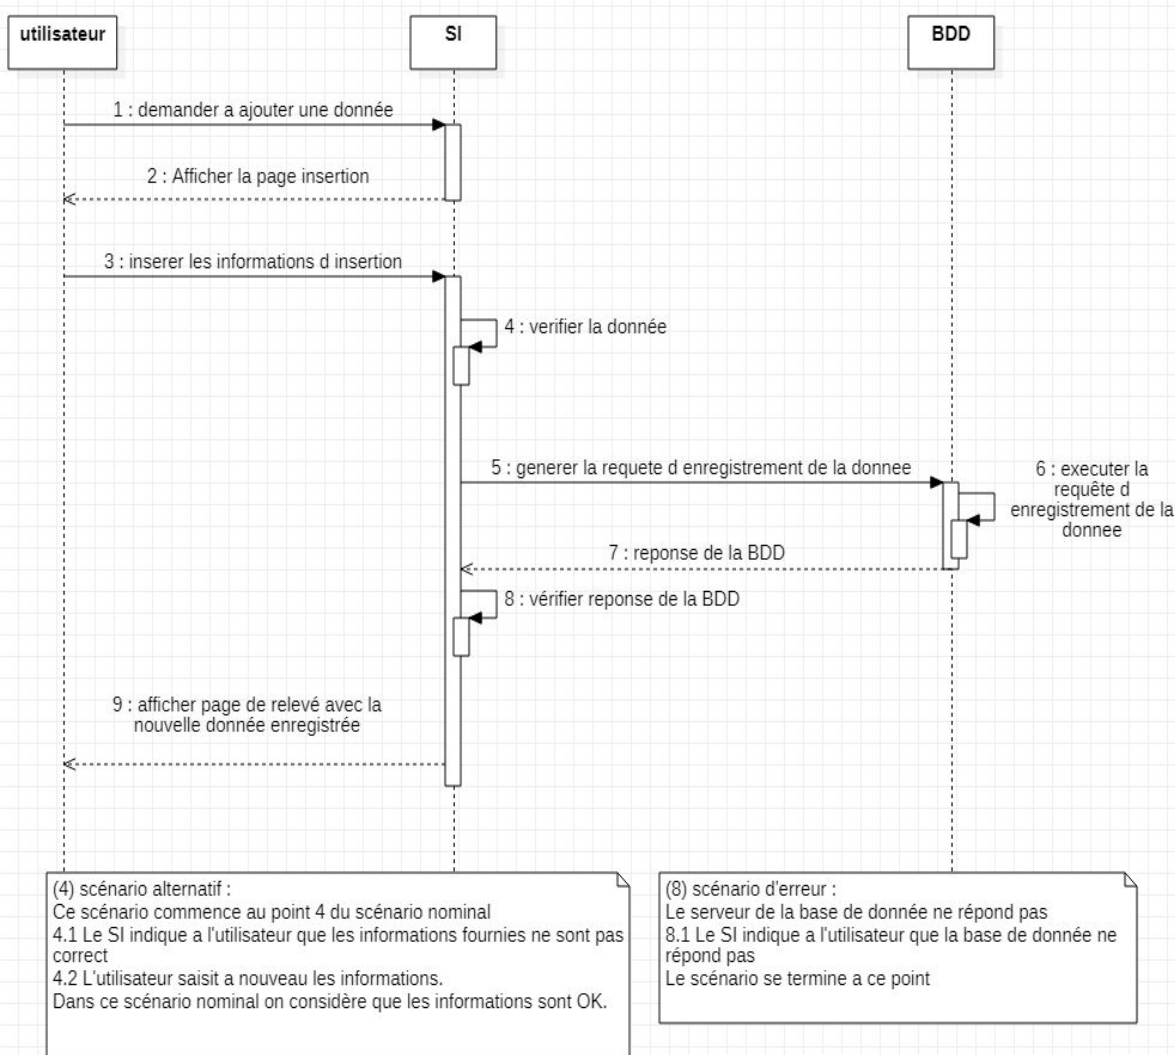 utilisateur
SI
BDD
1 : demander a ajouter une donnée
2 : Afficher la page insertion
3 : inserer les informations d insertion
4 : verifier la donnée
5 : generer la requete d enregistrement de la donnee
6 : executer la
requête d
enregistrement de la
donnee
7 : reponse de la BDD
8 : vérifier reponse de la BDD
9 : afficher page de relevé avec la
nouvelle donnée enregistrée
(4) scénario alternatif :
Ce scénario commence au point 4 du scénario nominal
4.1 Le SI indique a l'utilisateur que les informations fournies ne sont pas
correct
4.2 L'utilisateur saisit a nouveau les informations.
Dans ce scénario nominal on considère que les informations sont OK.
(8) scénario d'erreur :
Le serveur de la base de donnée ne répond pas
8.1 Le SI indique a l'utilisateur que la base de donnée ne
répond pas
Le scénario se termine a ce point